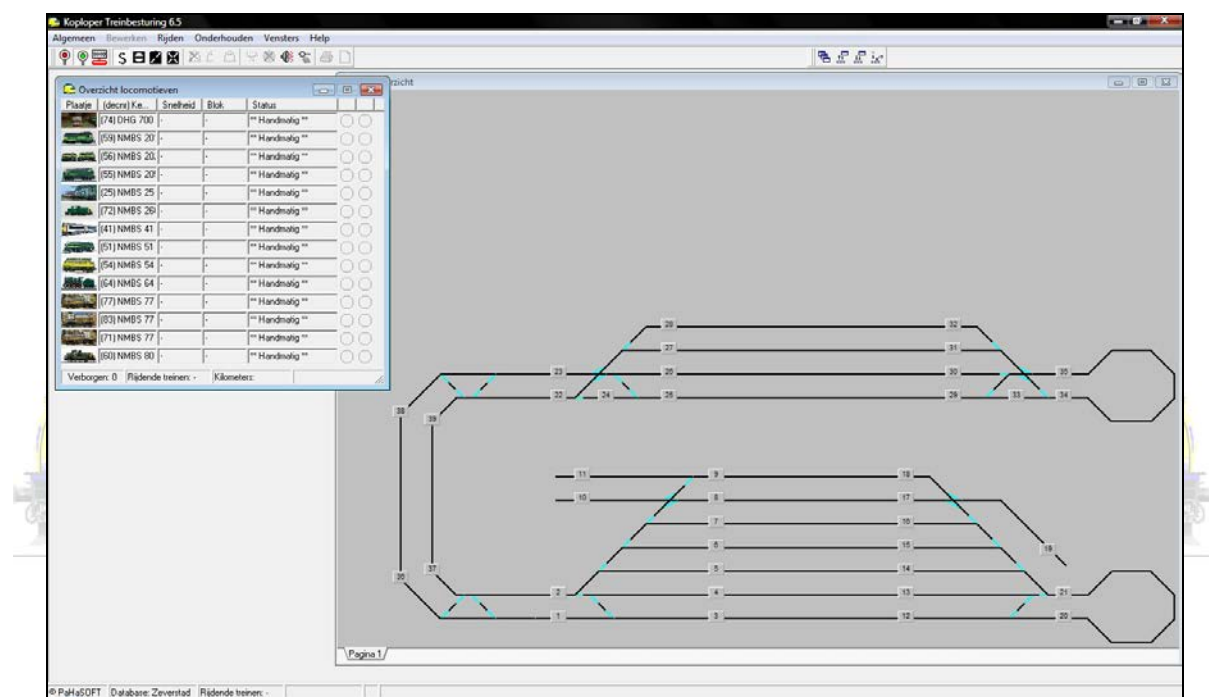 Koploper Treinbesturing 6.5
Algemeen Bewerken Rijden Onderhouden Vensters Help
Overzicht locomotieven
Plaatje (decnr) Ke... Snelheid Blok Status
(74) DHG 700 - - ** Handmatig **
(59) NMBS 20 - - ** Handmatig **
(56) NMBS 20 - - ** Handmatig **
(55) NMBS 20 - - ** Handmatig **
(25) NMBS 25 - - ** Handmatig **
(72) NMBS 26 - - ** Handmatig **
(41) NMBS 41 - - ** Handmatig **
(51) NMBS 51 - - ** Handmatig **
(54) NMBS 54 - - ** Handmatig **
(64) NMBS 64 - - ** Handmatig **
(77) NMBS 77 - - ** Handmatig **
(83) NMBS 77 - - ** Handmatig **
(71) NMBS 77 - - ** Handmatig **
(60) NMBS 80 - - ** Handmatig **
Verborgen: 0 Rijdende treinen: - Kilometers:
rzicht
32
27 31
23 30 35
22 24 29 33 34
38 39
11 9 18
10 8 17
7 16
6 15 19
37 5 14
2 4 13 21
1 3 12 20
Pagina 1
© PaHaSOFT Database: Zeverstad Rijdende treinen: -